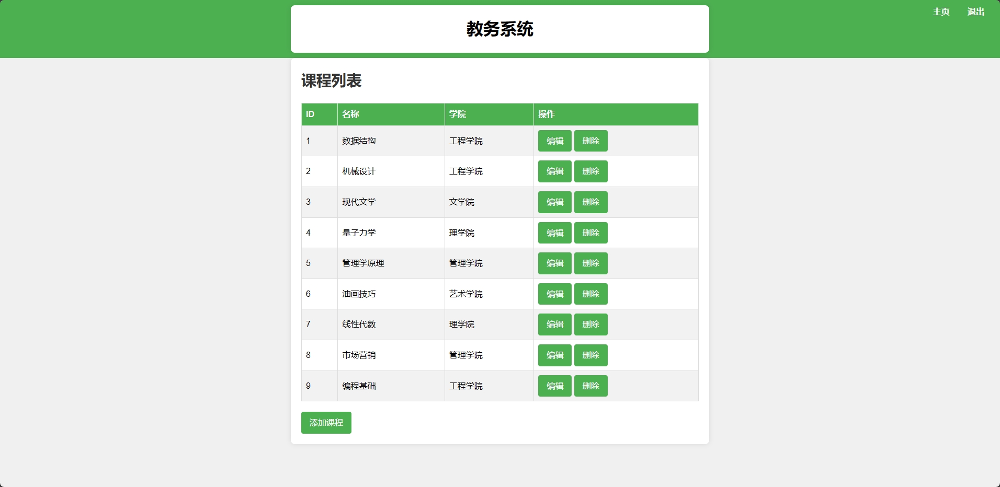 主页 退出
教务系统
课程列表
ID 名称 学院 操作
1 数据结构 工程学院 编辑 删除
2 机械设计 工程学院 编辑 删除
3 现代文学 文学院 编辑 删除
4 量子力学 理学院 编辑 删除
5 管理学原理 管理学院 编辑 删除
6 油画技巧 艺术学院 编辑 删除
7 线性代数 理学院 编辑 删除
8 市场营销 管理学院 编辑 删除
9 编程基础 工程学院 编辑 删除
添加课程